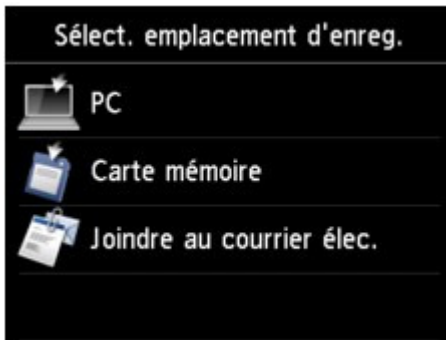 Sélect. emplacement d'enreg.
PC
Carte mémoire
Joindre au courrier élec.